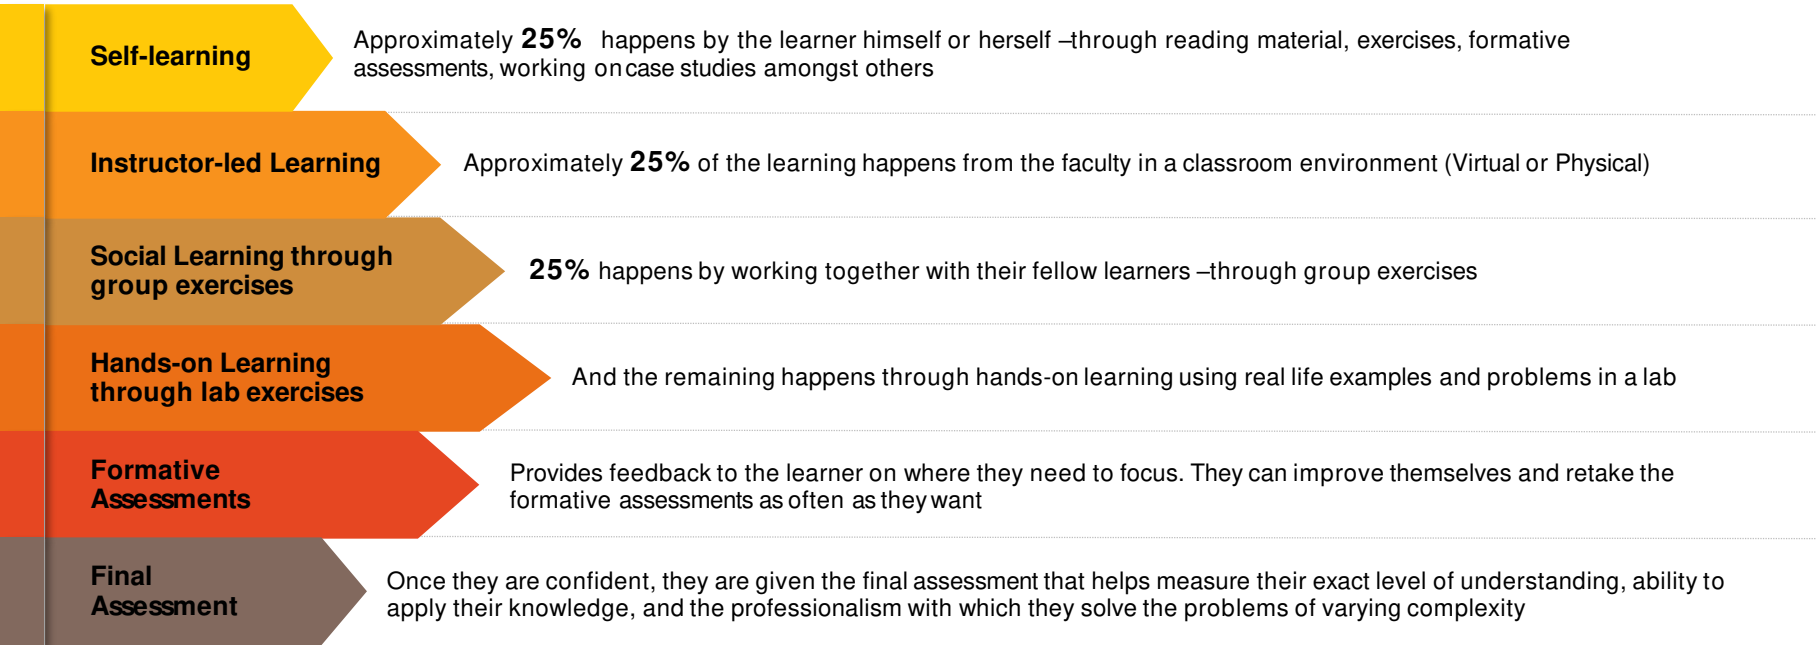 Self-learning
Approximately 25% happens by the learner himself or herself –through reading material, exercises, formative
assessments, working on case studies amongst others
Instructor-led Learning
Approximately 25% of the learning happens from the faculty in a classroom environment (Virtual or Physical)
Social Learning through
group exercises
25% happens by working together with their fellow learners –through group exercises
Hands-on Learning
through lab exercises
And the remaining happens through hands-on learning using real life examples and problems in a lab
Formative
Assessments
Provides feedback to the learner on where they need to focus. They can improve themselves and retake the
formative assessments as often as they want
Final
Assessment
Once they are confident, they are given the final assessment that helps measure their exact level of understanding, ability to
apply their knowledge, and the professionalism with which they solve the problems of varying complexity